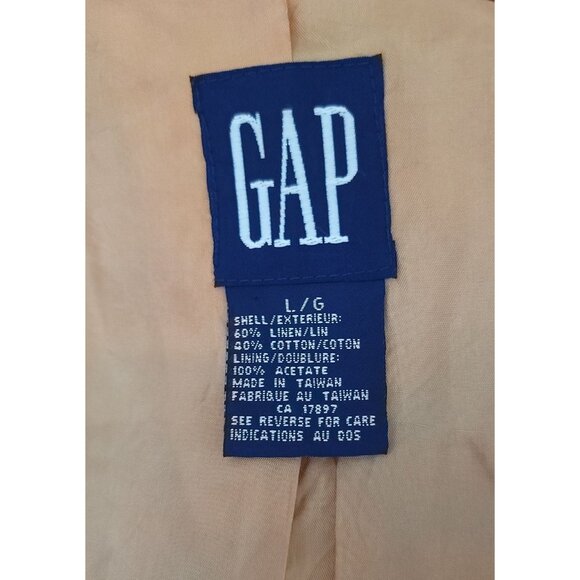 GAP
L/G
SHELL/EXTERIEUR:
60% LINEN/LIN
40% COTTON/COTON
LINING/DOUBLURE:
100% ACETATE
MADE IN TAIWAN
FABRIQUE AU TAIWAN
CA 17897
SEE REVERSE FOR CARE
INDICATIONS AU DOS